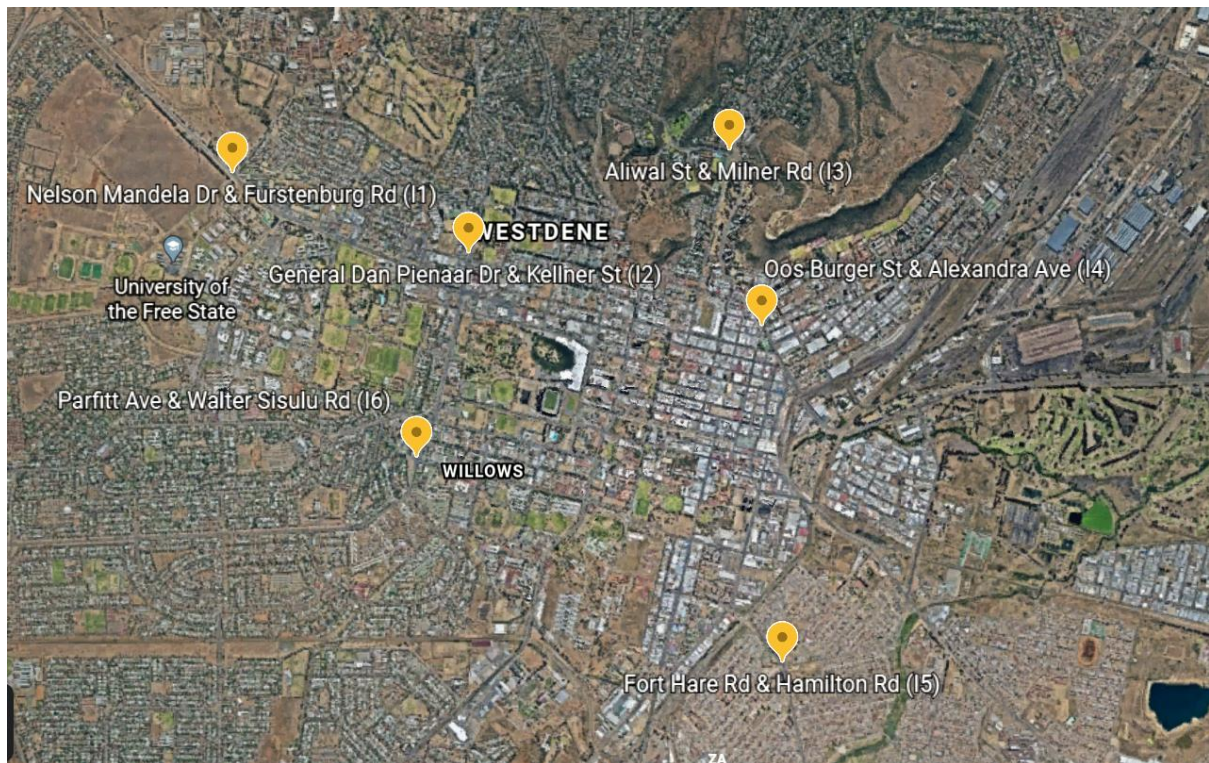 Aliwal St & Milner Rd (I3)
Nelson Mandela Dr & Furstenburg Rd (I1)
WESTDENE
General Dan Pienaar Dr & Kellner St (I2)
Oos Burger St & Alexandra Ave (I4)
University of
the Free State
Parfitt Ave & Walter Sisulu Rd (I6)
WILLOWS
Fort Hare Rd & Hamilton Rd (I5)
ZA